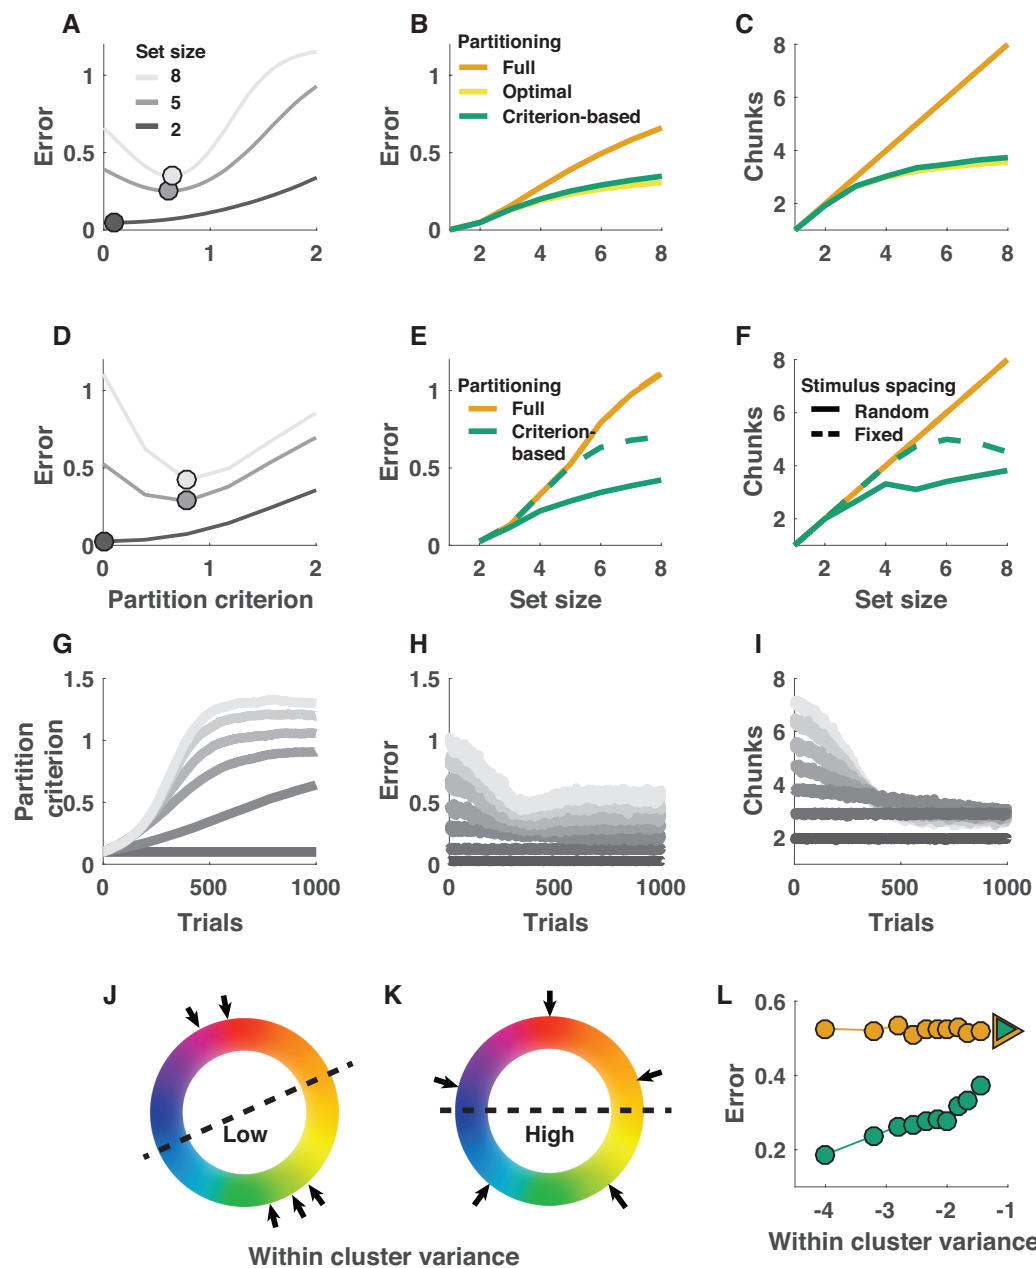 A
Set size
8
5
2
Error
1
0.5
0
0 1 2
B
Partitioning
Full
Optimal
Criterion-based
Error
1
0.5
0
2 4 6 8
C
Chunks
8
6
4
2
2 4 6 8
D
Error
1
0.5
0
0 1 2
Partition criterion
E
Partitioning
Full
Criterion-
based
Error
1
0.5
0
2 4 6 8
Set size
F
Stimulus spacing
Random
Fixed
Chunks
8
6
4
2
2 4 6 8
Set size
G
Partition
criterion
1.5
1
0.5
0
0 500 1000
Trials
H
Error
1.5
1
0.5
0
0 500 1000
Trials
I
Chunks
8
6
4
2
0 500 1000
Trials
J
Low
K
High
Within cluster variance
L
Error
0.6
0.4
0.2
-4 -3 -2 -1
Within cluster variance